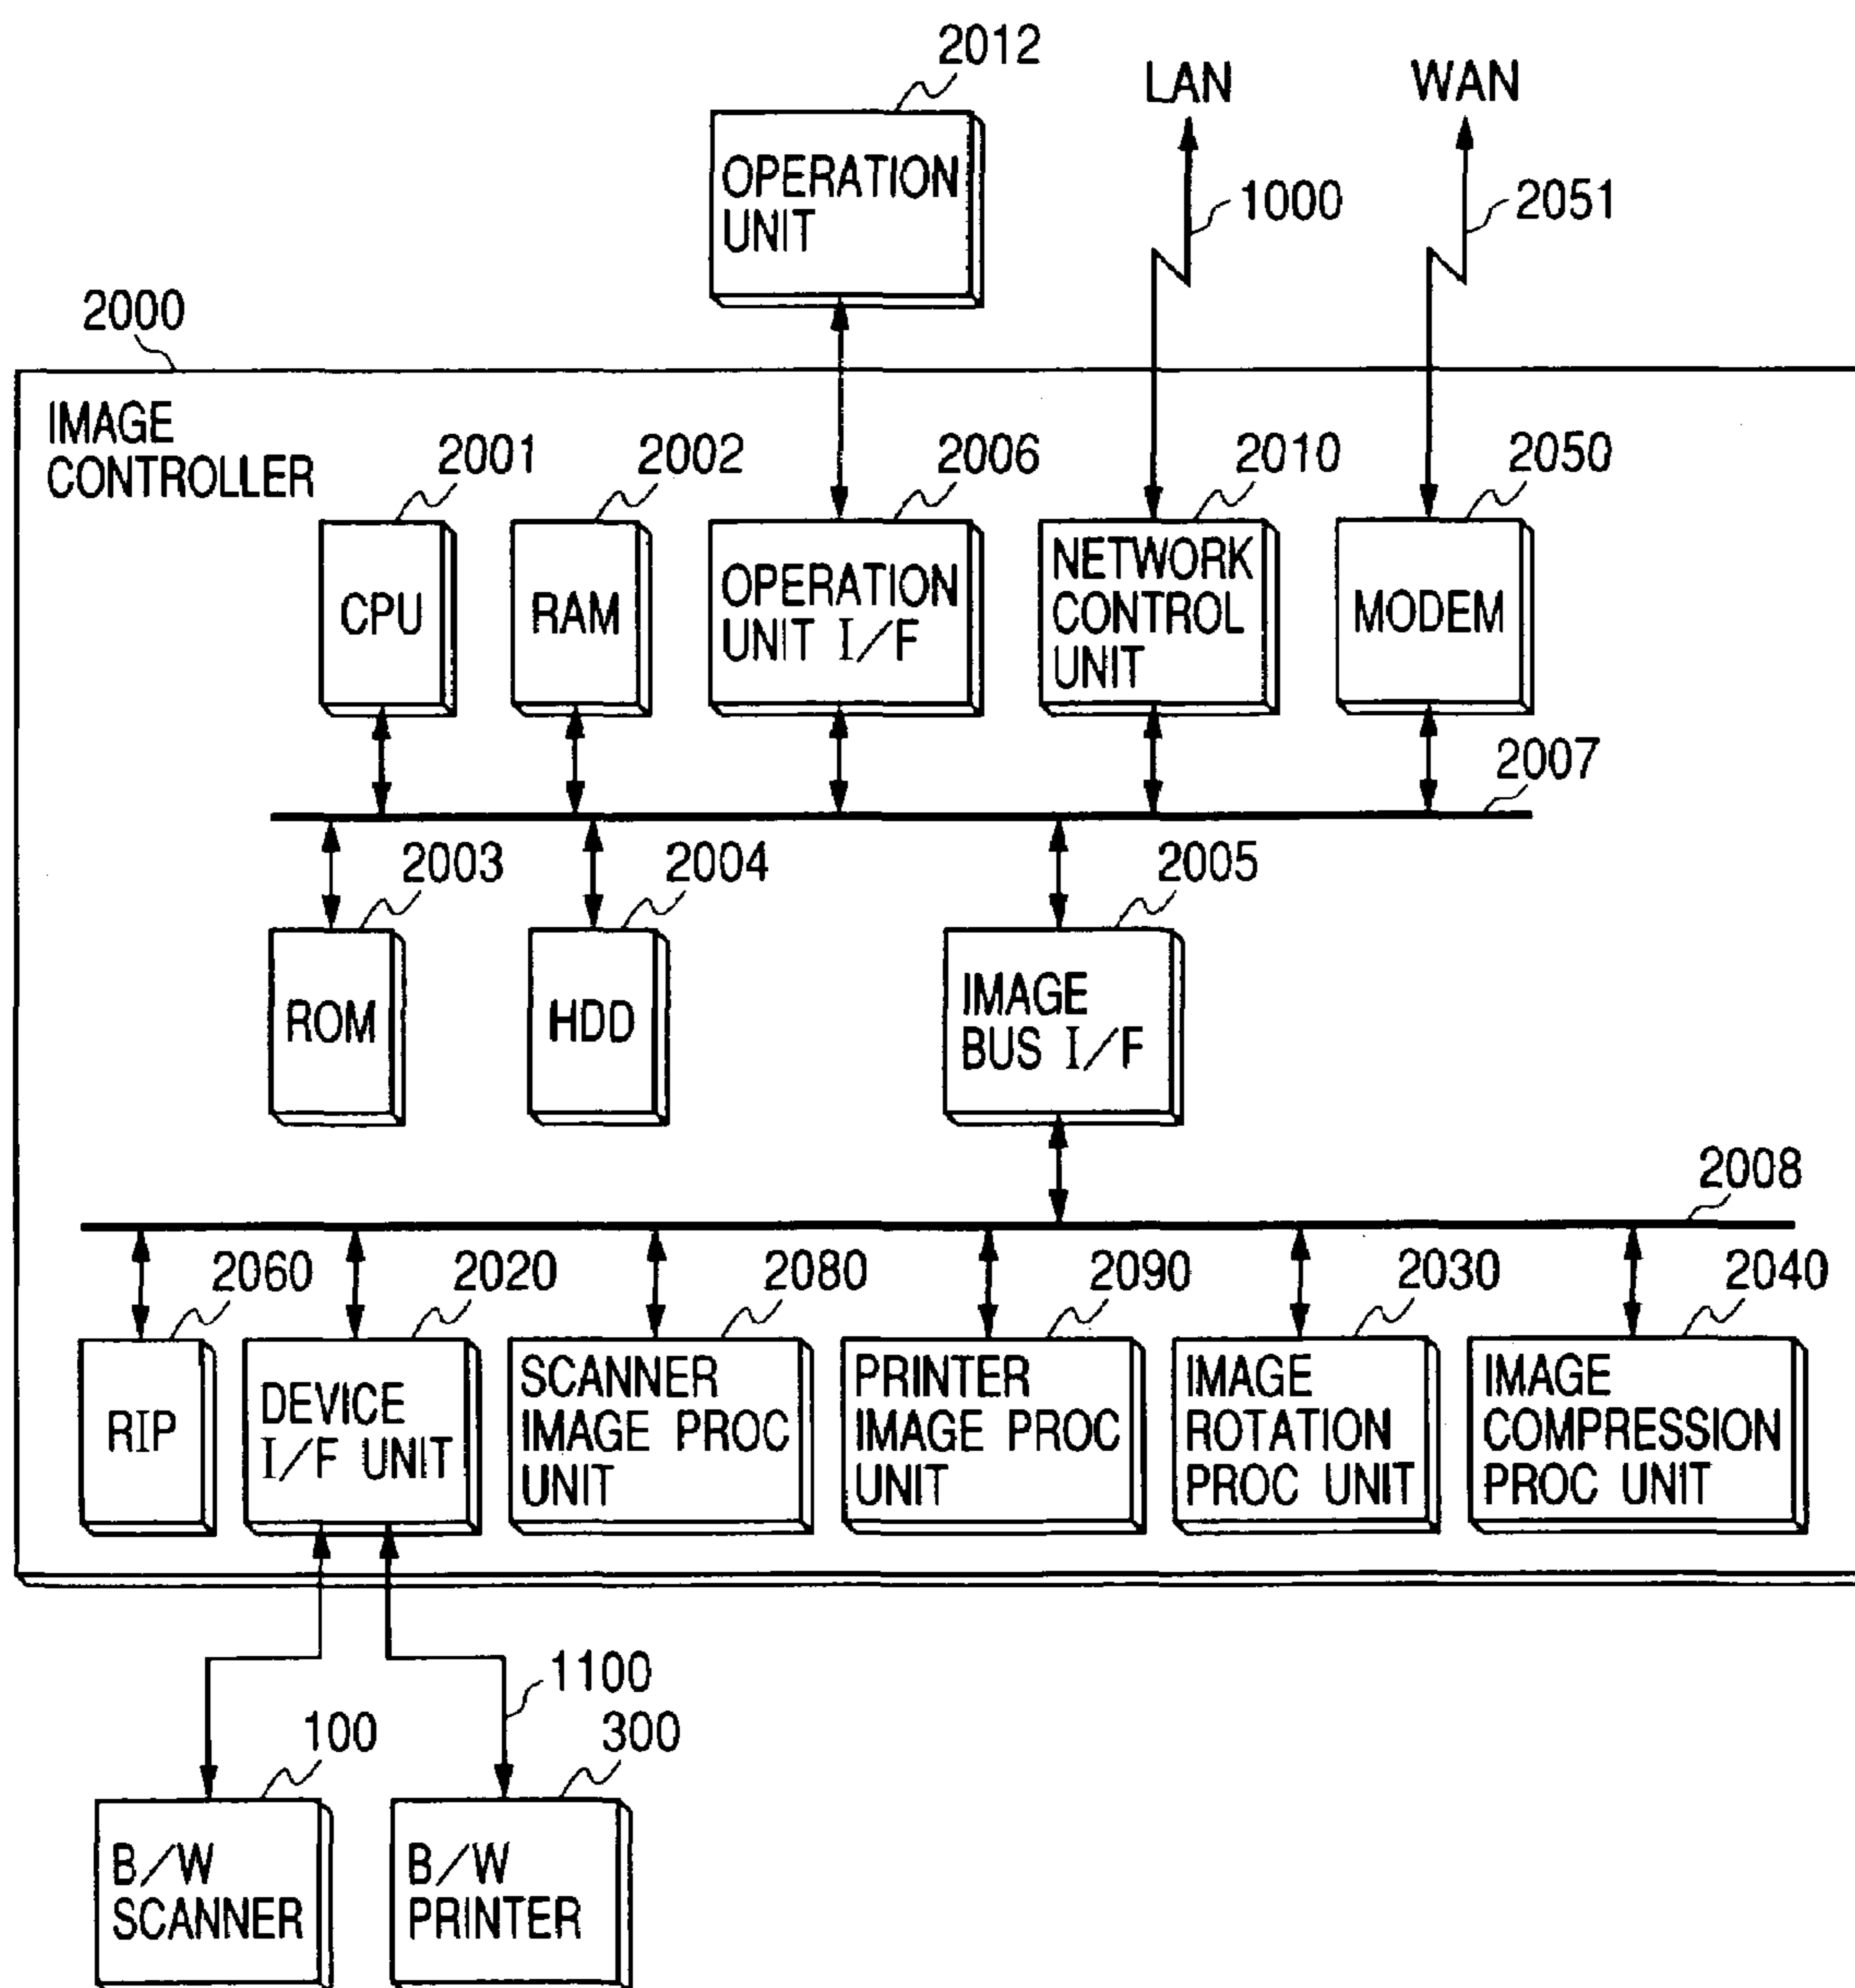 2012
LAN
WAN
OPERATION
UNIT
1000
2051
2000
IMAGE
CONTROLLER
2001
2002
2006
2010
2050
CPU
RAM
OPERATION
UNIT I/F
NETWORK
CONTROL
UNIT
MODEM
2007
2003
2004
2005
ROM
HDD
IMAGE
BUS I/F
2008
2060
2020
2080
2090
2030
2040
RIP
DEVICE
I/F UNIT
SCANNER
IMAGE PROC
UNIT
PRINTER
IMAGE PROC
UNIT
IMAGE
ROTATION
PROC UNIT
IMAGE
COMPRESSION
PROC UNIT
1100
100
300
B/W
SCANNER
B/W
PRINTER